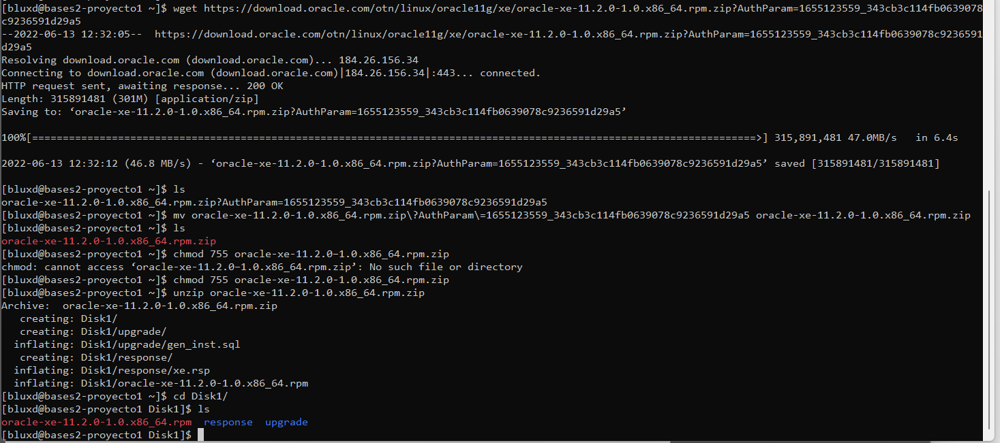 [bluxd@bases2-proyecto1 ~]$ wget https://download.oracle.com/otn/linux/oracle11g/xe/oracle-xe-11.2.0-1.0.x86_64.rpm.zip?AuthParam=1655123559_343cb3c114fb0639078
c9236591d29a5
--2022-06-13 12:32:05--  https://download.oracle.com/otn/linux/oracle11g/xe/oracle-xe-11.2.0-1.0.x86_64.rpm.zip?AuthParam=1655123559_343cb3c114fb0639078c9236591
d29a5
Resolving download.oracle.com (download.oracle.com)... 184.26.156.34
Connecting to download.oracle.com (download.oracle.com)|184.26.156.34|:443... connected.
HTTP request sent, awaiting response... 200 OK
Length: 315891481 (301M) [application/zip]
Saving to: ‘oracle-xe-11.2.0-1.0.x86_64.rpm.zip?AuthParam=1655123559_343cb3c114fb0639078c9236591d29a5’
100%[======================================================================================================================>] 315,891,481 47.0MB/s   in 6.4s
2022-06-13 12:32:12 (46.8 MB/s) - ‘oracle-xe-11.2.0-1.0.x86_64.rpm.zip?AuthParam=1655123559_343cb3c114fb0639078c9236591d29a5’ saved [315891481/315891481]
[bluxd@bases2-proyecto1 ~]$ ls
oracle-xe-11.2.0-1.0.x86_64.rpm.zip?AuthParam=1655123559_343cb3c114fb0639078c9236591d29a5
[bluxd@bases2-proyecto1 ~]$ mv oracle-xe-11.2.0-1.0.x86_64.rpm.zip\?AuthParam\=1655123559_343cb3c114fb0639078c9236591d29a5 oracle-xe-11.2.0-1.0.x86_64.rpm.zip
[bluxd@bases2-proyecto1 ~]$ ls
oracle-xe-11.2.0-1.0.x86_64.rpm.zip
[bluxd@bases2-proyecto1 ~]$ chmod 755 oracle-xe-11.2.0–1.0.x86_64.rpm.zip
chmod: cannot access ‘oracle-xe-11.2.0–1.0.x86_64.rpm.zip’: No such file or directory
[bluxd@bases2-proyecto1 ~]$ chmod 755 oracle-xe-11.2.0-1.0.x86_64.rpm.zip
[bluxd@bases2-proyecto1 ~]$ unzip oracle-xe-11.2.0-1.0.x86_64.rpm.zip
Archive:  oracle-xe-11.2.0-1.0.x86_64.rpm.zip
   creating: Disk1/
   creating: Disk1/upgrade/
  inflating: Disk1/upgrade/gen_inst.sql
   creating: Disk1/response/
  inflating: Disk1/response/xe.rsp
  inflating: Disk1/oracle-xe-11.2.0-1.0.x86_64.rpm
[bluxd@bases2-proyecto1 ~]$ cd Disk1/
[bluxd@bases2-proyecto1 Disk1]$ ls
oracle-xe-11.2.0-1.0.x86_64.rpm  response  upgrade
[bluxd@bases2-proyecto1 Disk1]$